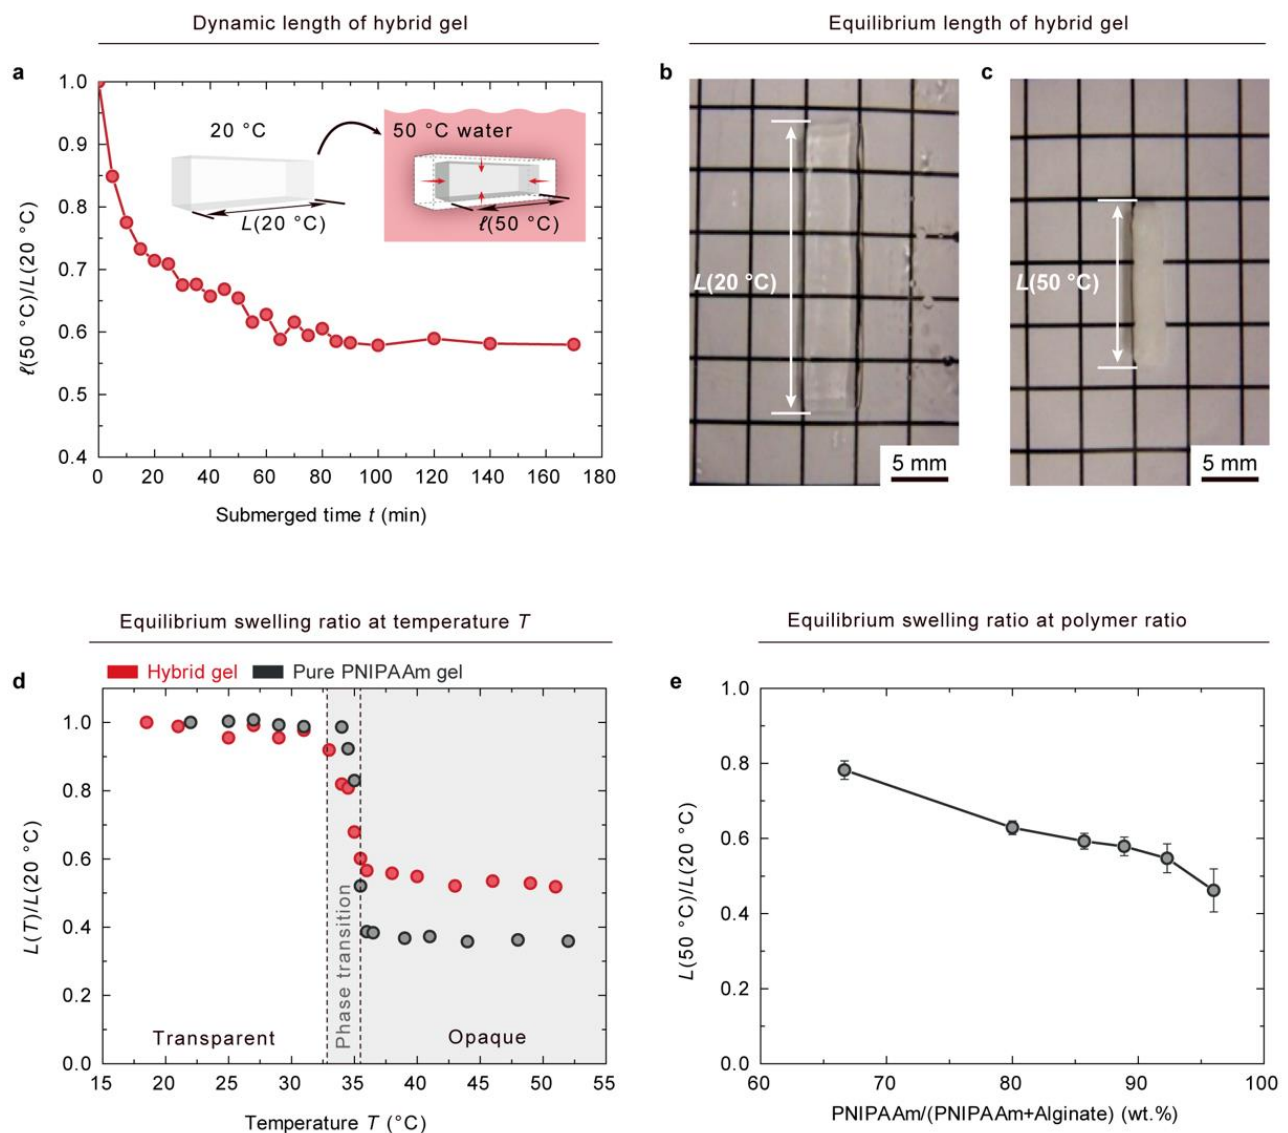 Dynamic length of hybrid gel
Equilibrium length of hybrid gel
a
1.0
0.9
0.8
0.7
0.6
0.5
0.4
ℓ(50 °C)/L(20 °C)
20 °C
50 °C water
L(20 °C)
ℓ(50 °C)
0 20 40 60 80 100 120 140 160 180
Submerged time t (min)
b
L(20 °C)
5 mm
c
L(50 °C)
5 mm
Equilibrium swelling ratio at temperature T
Equilibrium swelling ratio at polymer ratio
d
Hybrid gel
Pure PNIPAAm gel
1.0
0.8
0.6
0.4
0.2
0.0
L(T)/L(20 °C)
Phase transition
Transparent
Opaque
15 20 25 30 35 40 45 50 55
Temperature T (°C)
e
1.0
0.8
0.6
0.4
0.2
0.0
L(50 °C)/L(20 °C)
60 70 80 90 100
PNIPAAm/(PNIPAAm+Alginate) (wt.%)